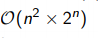 𝒪(n² × 2ⁿ)